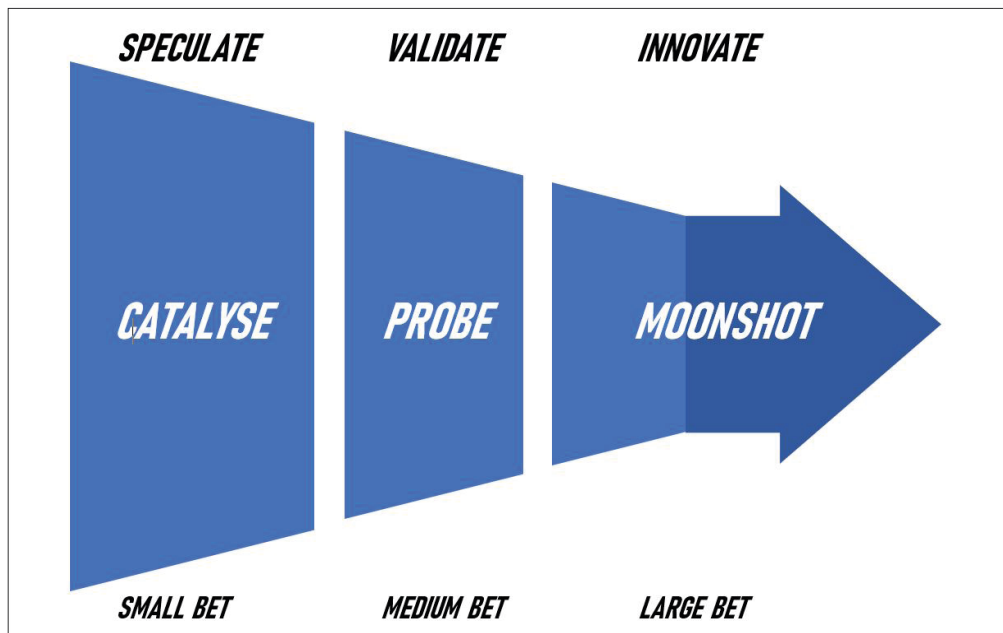 SPECULATE VALIDATE INNOVATE
CATALYSE PROBE MOONSHOT
SMALL BET MEDIUM BET LARGE BET